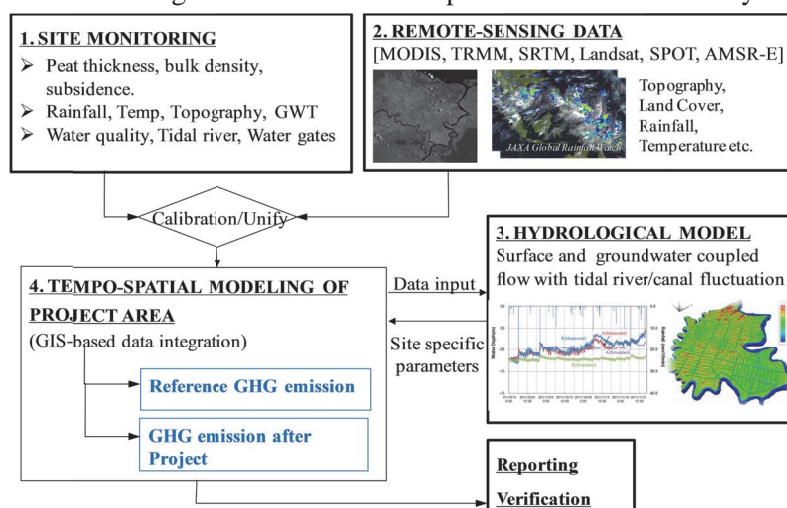 1. SITE MONITORING
➢ Peat thickness, bulk density,
subsidence.
➢ Rainfall, Temp, Topography, GWT
➢ Water quality, Tidal river, Water gates
2. REMOTE-SENSING DATA
[MODIS, TRMM, SRTM, Landsat, SPOT, AMSR-E]
JAXA Global Rainfall Watch
Topography,
Land Cover,
Rainfall,
Temperature etc.
Calibration/Unify
3. HYDROLOGICAL MODEL
Surface and groundwater coupled
flow with tidal river/canal fluctuation
4. TEMPO-SPATIAL MODELING OF
PROJECT AREA
(GIS-based data integration)
Reference GHG emission
GHG emission after
Project
Data input
Site specific
parameters
Reporting
Verification